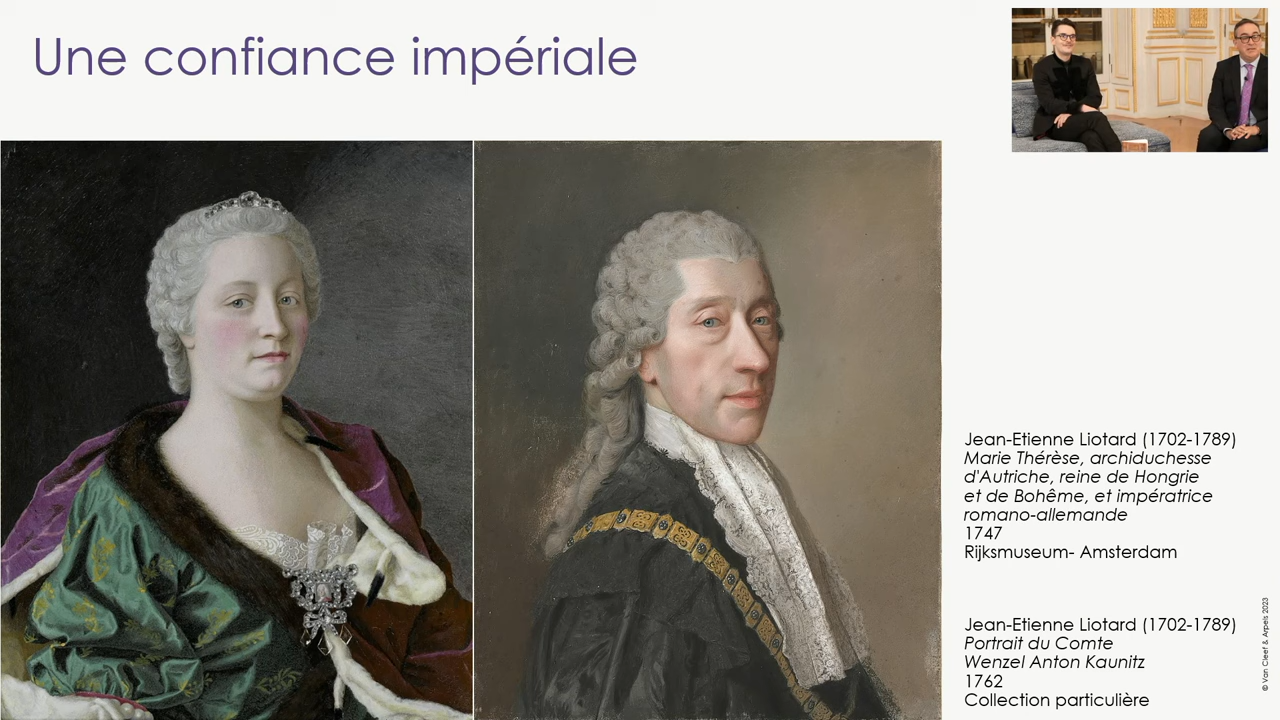 Une confiance impériale
Jean-Etienne Liotard (1702-1789)
Marie Thérèse, archiduchesse
d'Autriche, reine de Hongrie
et de Bohême, et impératrice
romano-allemande
1747
Rijksmuseum- Amsterdam
Jean-Etienne Liotard (1702-1789)
Portrait du Comte
Wenzel Anton Kaunitz
1762
Collection particulière
© Van Cleef & Arpels 2023